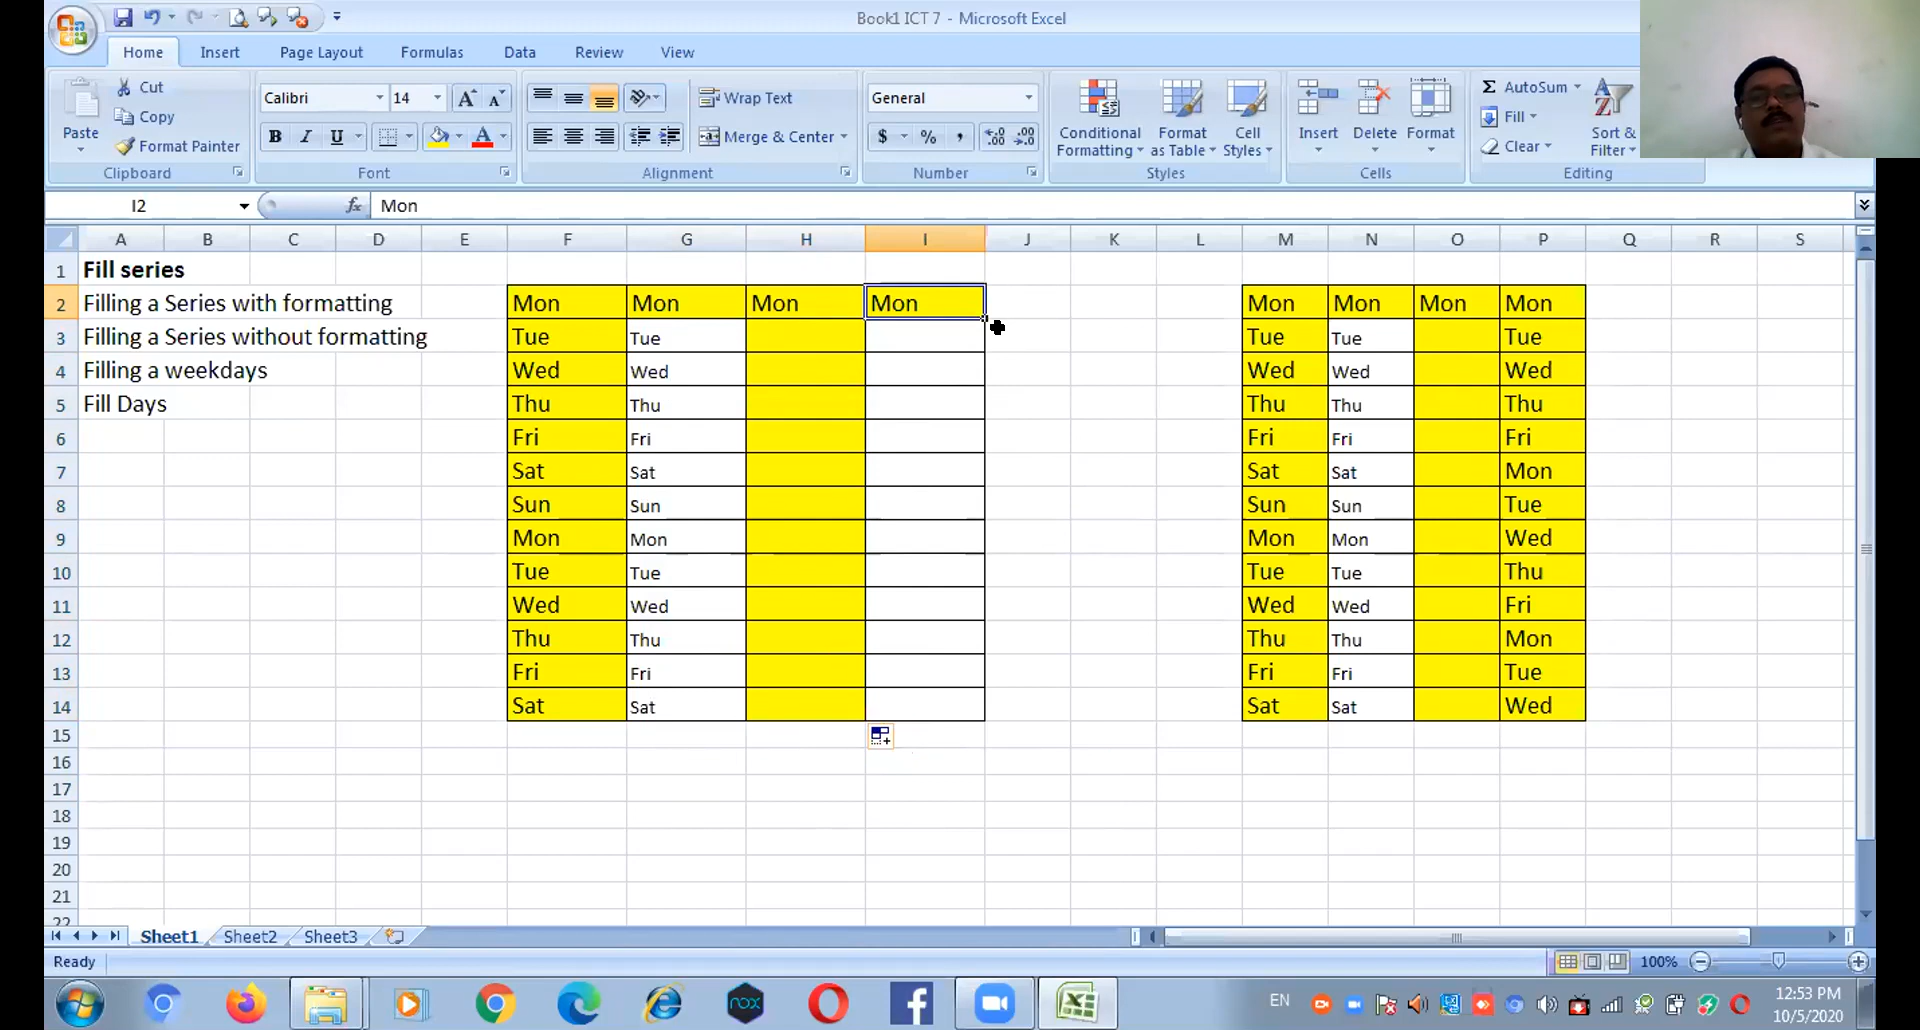 Book1 ICT 7 - Microsoft Excel
Home Insert Page Layout Formulas Data Review View
Paste
Cut
Copy
Format Painter
Clipboard
Calibri 14
B I U A
Font
Wrap Text
Merge & Center
Alignment
General
$ % ,
Number
Conditional Formatting
Format as Table
Cell Styles
Styles
Insert Delete Format
Cells
Σ AutoSum
Fill
Clear
Sort & Filter
Editing
I2 fx Mon
A B C D E F G H I J K L M N O P Q R S
1 Fill series
2 Filling a Series with formatting Mon Mon Mon Mon Mon Mon Mon Mon
3 Filling a Series without formatting Tue Tue Tue Tue Tue
4 Filling a weekdays Wed Wed Wed Wed Wed
5 Fill Days Thu Thu Thu Thu Thu
6 Fri Fri Fri Fri Fri
7 Sat Sat Sat Sat Mon
8 Sun Sun Sun Sun Tue
9 Mon Mon Mon Mon Wed
10 Tue Tue Tue Tue Thu
11 Wed Wed Wed Wed Fri
12 Thu Thu Thu Thu Mon
13 Fri Fri Fri Fri Tue
14 Sat Sat Sat Sat Wed
15
16
17
18
19
20
21
22
Sheet1 Sheet2 Sheet3
Ready 100%
nox EN 12:53 PM
10/5/2020